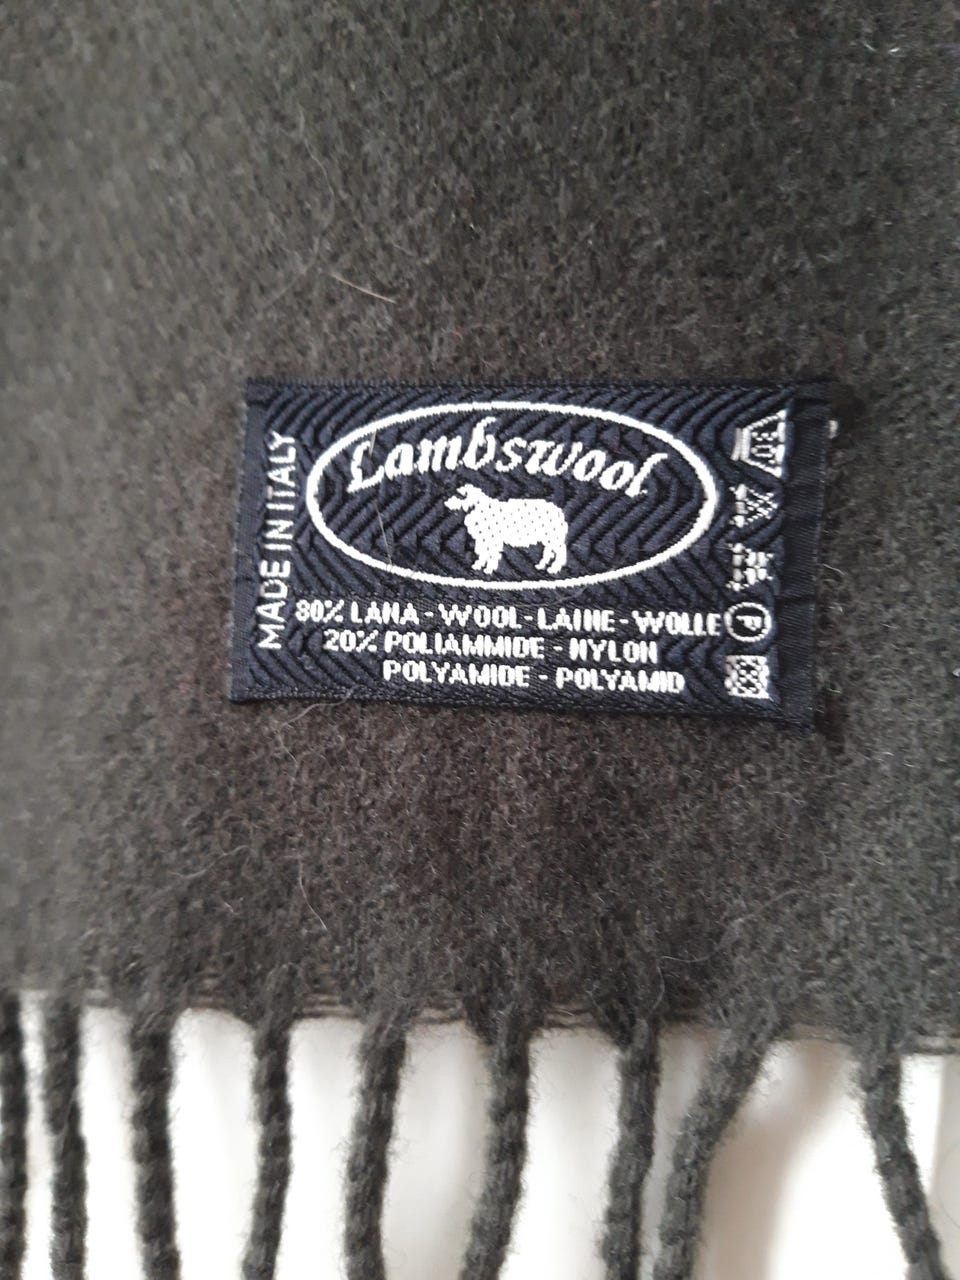 Lambswool
MADE IN ITALY
80% LANA - WOOL - LAINE - WOLLE
20% POLIAMMIDE - NYLON
POLYAMIDE - POLYAMID
P